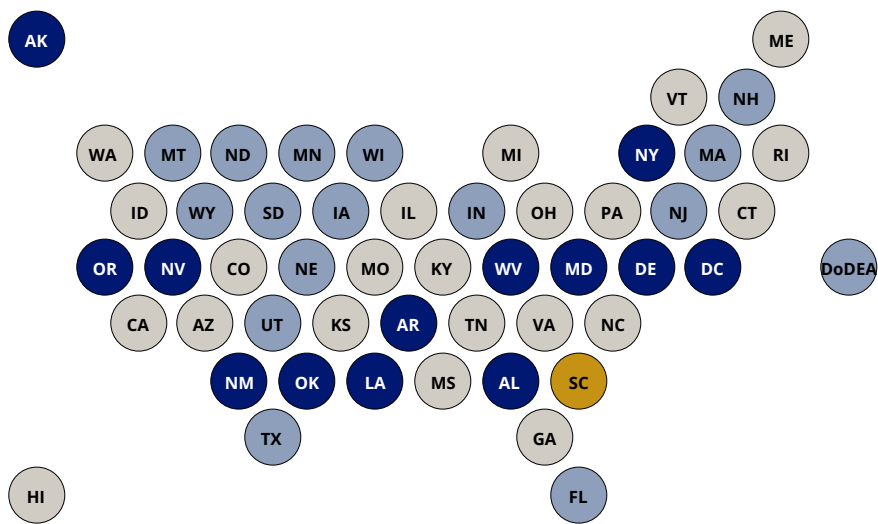 AK
ME
VT NH
WA MT ND MN WI MI NY MA RI
ID WY SD IA IL IN OH PA NJ CT
OR NV CO NE MO KY WV MD DE DC DoDEA
CA AZ UT KS AR TN VA NC
NM OK LA MS AL SC
TX GA
HI FL